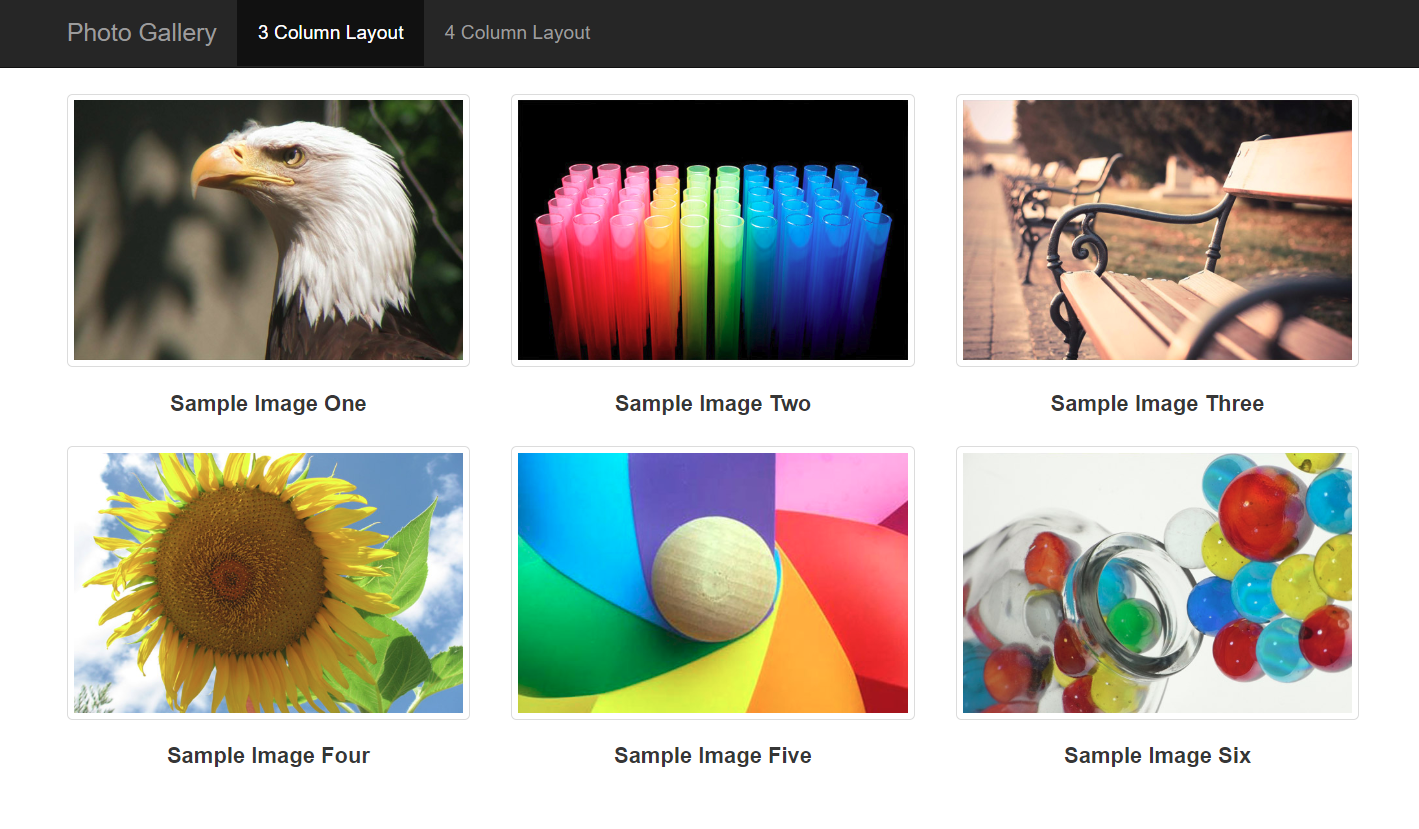 Photo Gallery 3 Column Layout 4 Column Layout
Sample Image One Sample Image Two Sample Image Three
Sample Image Four Sample Image Five Sample Image Six